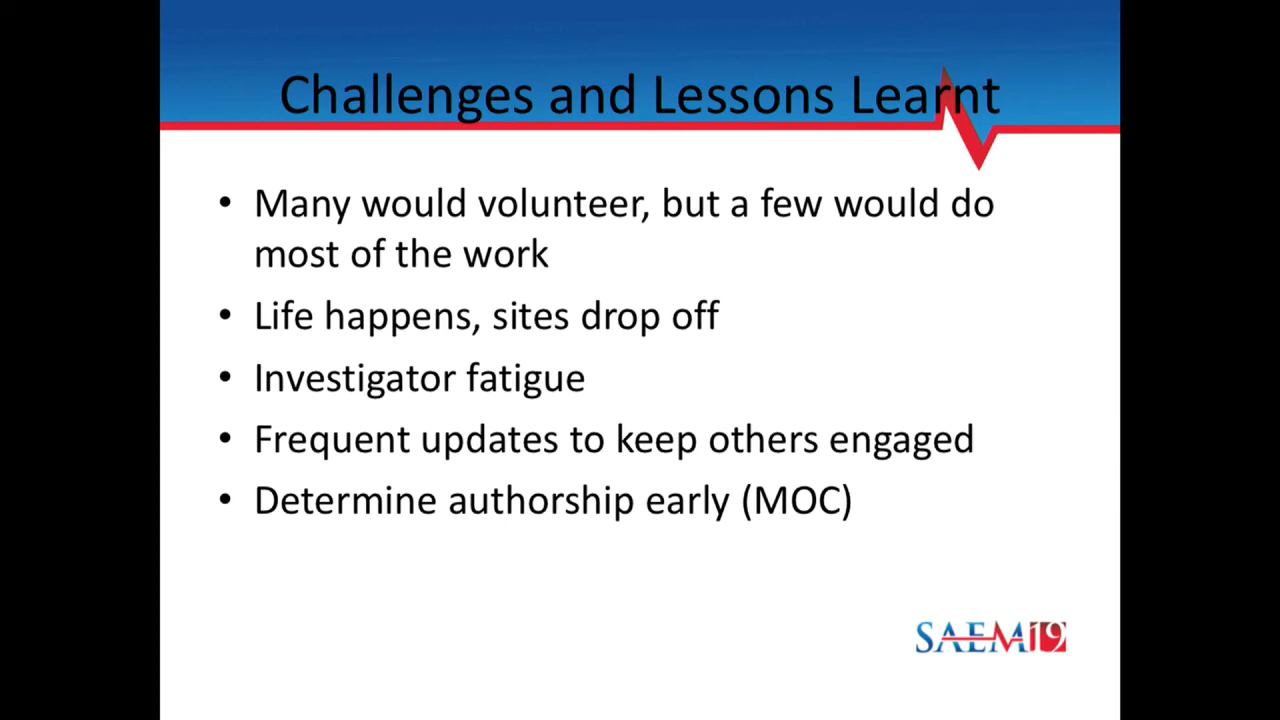 Challenges and Lessons Learnt
• Many would volunteer, but a few would do
most of the work
• Life happens, sites drop off
• Investigator fatigue
• Frequent updates to keep others engaged
• Determine authorship early (MOC)
SAEM19